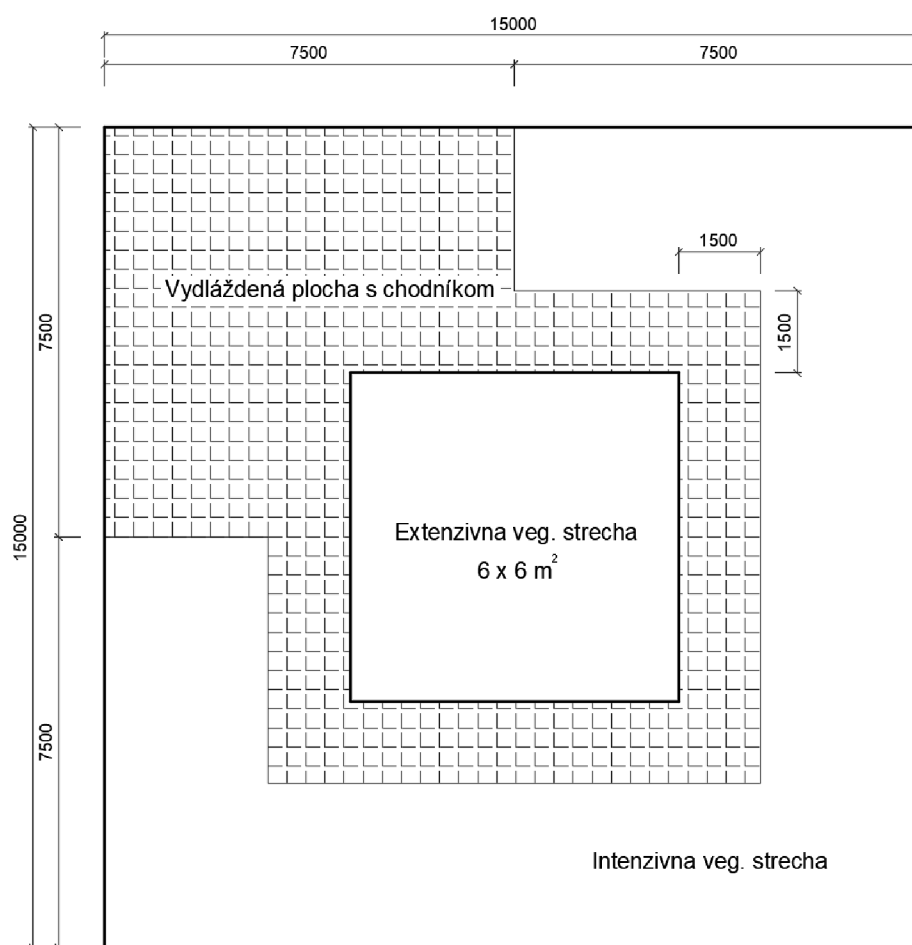 15000
7500
7500
1500
Vydláždená plocha s chodníkom
7500
1500
15000
Extenzivna veg. strecha
6 x 6 m²
7500
Intenzivna veg. strecha